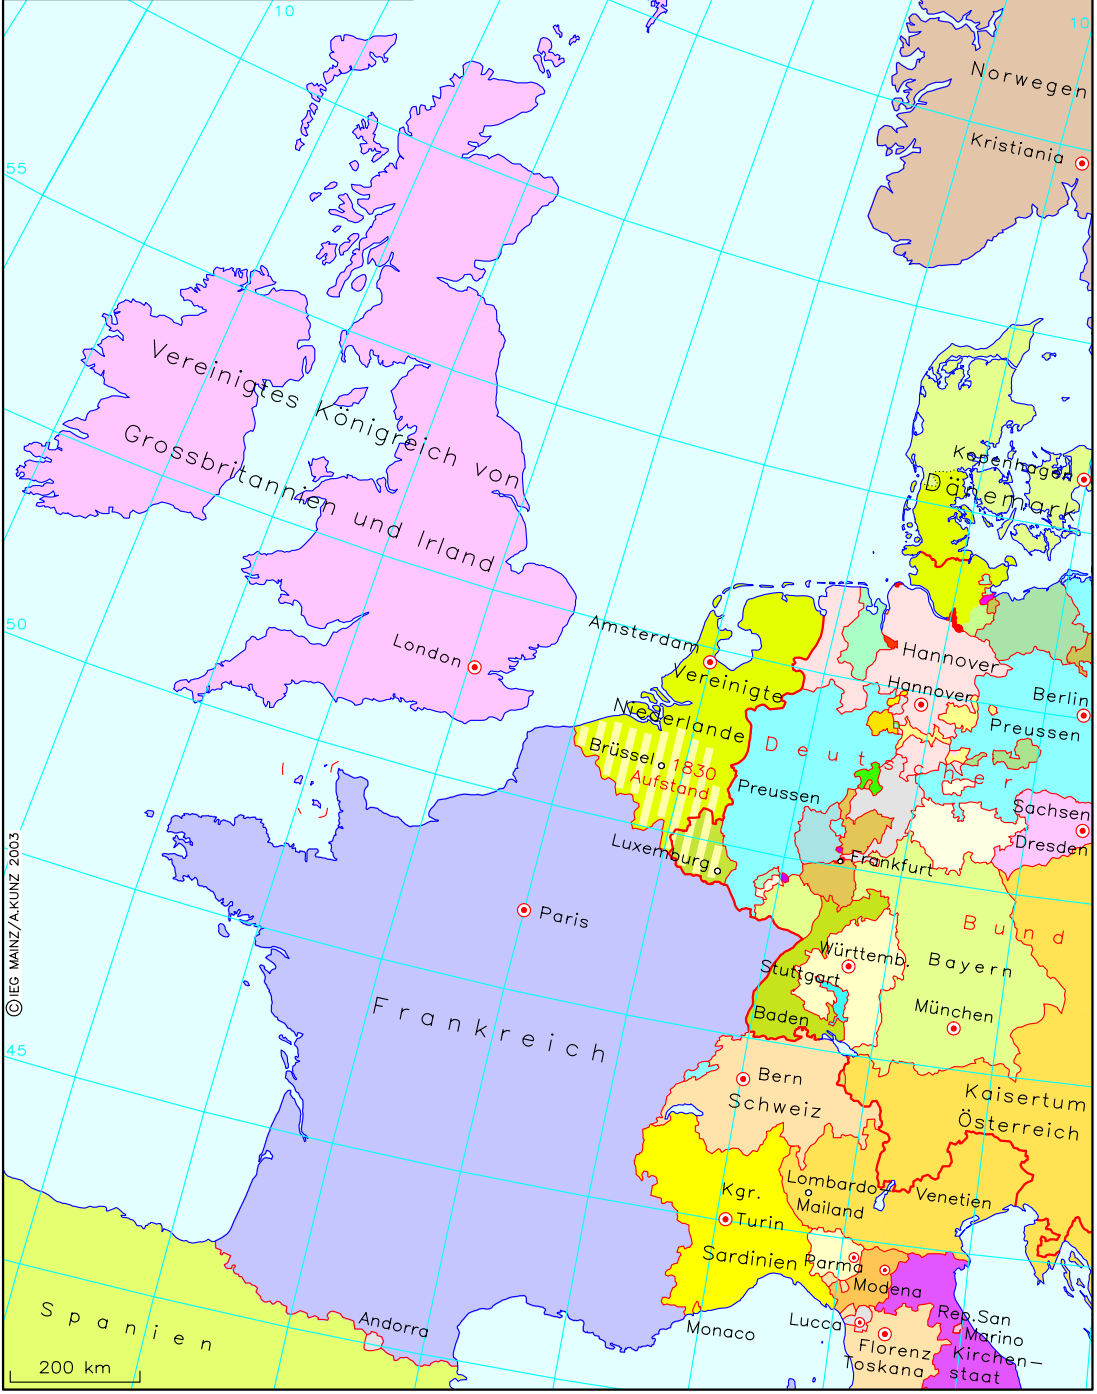 10
10
Norwegen
Kristiania
55
Vereinigtes Königreich von
Grossbritannien und Irland
Kopenhagen
Dänemark
50
London
Amsterdam
Vereinigte
Niederlande
Hannover
Hannover
Berlin
Preussen
Brüssel
1830
Aufstand
Deutscher
Preussen
Sachsen
Dresden
Luxemburg
Frankfurt
Paris
Bund
Württemb.
Stuttgart
Bayern
München
Baden
Frankreich
©IEG MAINZ/A.KUNZ 2003
45
Bern
Schweiz
Kaisertum
Österreich
Kgr.
Lombardo-
Venetien
Mailand
Turin
Sardinien
Parma
Modena
Spanien
Andorra
Monaco
Lucca
Rep.San
Marino
Florenz
Toskana
Kirchen-
staat
200 km